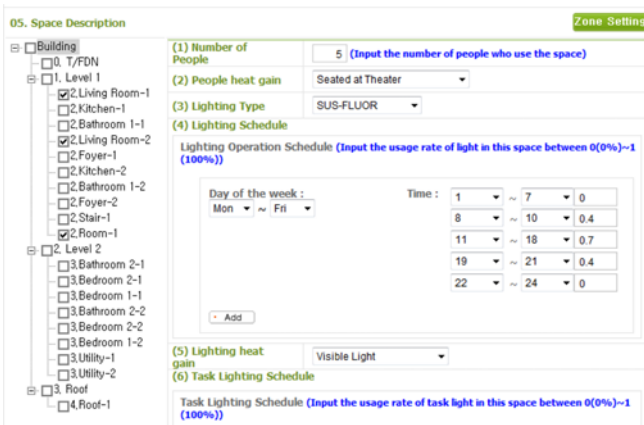 05. Space Description
Zone Setting
Building
0, T/FDN
1, Level 1
2,Living Room-1
2,Kitchen-1
2,Bathroom 1-1
2,Living Room-2
2,Foyer-1
2,Kitchen-2
2,Bathroom 1-2
2,Foyer-2
2,Stair-1
2,Room-1
2, Level 2
3,Bathroom 2-1
3,Bedroom 2-1
3,Bedroom 1-1
3,Bathroom 2-2
3,Bedroom 2-2
3,Bedroom 1-2
3,Utility-1
3,Utility-2
3, Roof
4,Roof-1
(1) Number of
People
5 (Input the number of people who use the space)
(2) People heat gain
Seated at Theater
(3) Lighting Type
SUS-FLUOR
(4) Lighting Schedule
Lighting Operation Schedule (Input the usage rate of light in this space between 0(0%)~1
(100%))
Day of the week :
Mon ~ Fri
Time :
1 ~ 7 0
8 ~ 10 0.4
11 ~ 18 0.7
19 ~ 21 0.4
22 ~ 24 0
Add
(5) Lighting heat
gain
Visible Light
(6) Task Lighting Schedule
Task Lighting Schedule (Input the usage rate of task light in this space between 0(0%)~1
(100%))